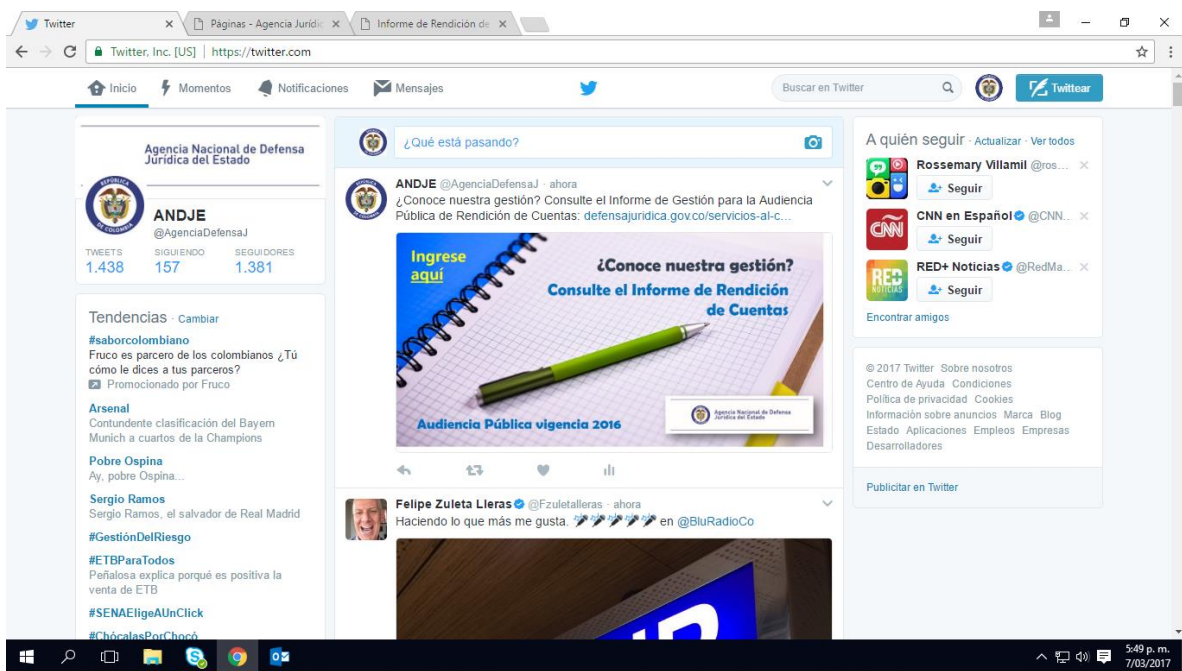 Twitter
Páginas - Agencia Jurídic
Informe de Rendición de
Twitter, Inc. [US] | https://twitter.com
Inicio
Momentos
Notificaciones
Mensajes
Buscar en Twitter
Twittear
Agencia Nacional de Defensa
Jurídica del Estado
REPÚBLICA
DE COLOMBIA
ANDJE
@AgenciaDefensaJ
TWEETS SIGUIENDO SEGUIDORES
1.438 157 1.381
Tendencias · Cambiar
#saborcolombiano
Fruco es parcero de los colombianos ¿Tú
cómo le dices a tus parceros?
Promocionado por Fruco
Arsenal
Contundente clasificación del Bayern
Munich a cuartos de la Champions
Pobre Ospina
Ay, pobre Ospina...
Sergio Ramos
Sergio Ramos, el salvador de Real Madrid
#GestiónDelRiesgo
#ETBParaTodos
Peñalosa explica porqué es positiva la
venta de ETB
#SENAEligeAUnClick
#ChócalasPorChocó
¿Qué está pasando?
ANDJE @AgenciaDefensaJ · ahora
¿Conoce nuestra gestión? Consulte el Informe de Gestión para la Audiencia
Pública de Rendición de Cuentas: defensajuridica.gov.co/servicios-al-c...
Ingrese
aquí
¿Conoce nuestra gestión?
Consulte el Informe de Rendición
de Cuentas
Agencia Nacional de Defensa
Jurídica del Estado
Audiencia Pública vigencia 2016
Felipe Zuleta Lleras @Fzuletalleras · ahora
Haciendo lo que más me gusta. en @BluRadioCo
A quién seguir · Actualizar · Ver todos
Rossemary Villamil @ros...
Seguir
CNN
CNN en Español @CNN...
Seguir
RED
NOTICIAS
RED+ Noticias @RedMa...
Seguir
Encontrar amigos
© 2017 Twitter Sobre nosotros
Centro de Ayuda Condiciones
Política de privacidad Cookies
Información sobre anuncios Marca Blog
Estado Aplicaciones Empleos Empresas
Desarrolladores
Publicitar en Twitter
5:49 p. m.
7/03/2017